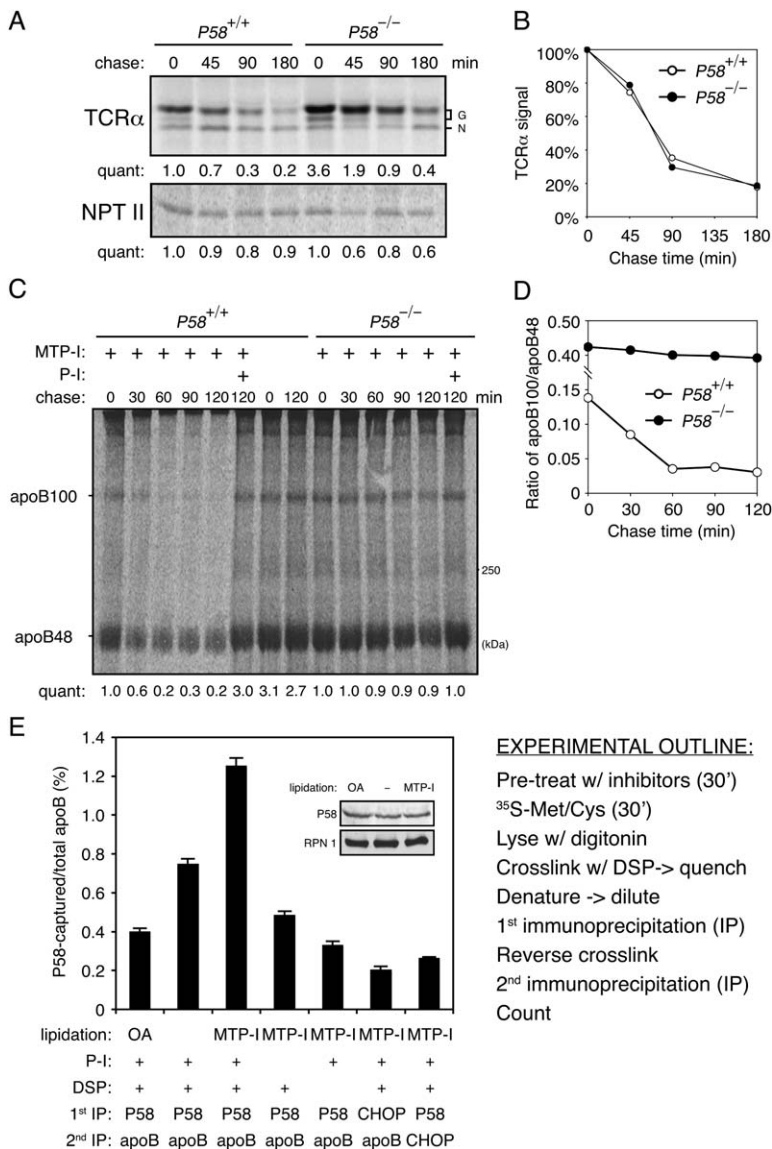 A
P58+/+ P58−/−
chase: 0 45 90 180 0 45 90 180 min
TCRα
G
N
quant: 1.0 0.7 0.3 0.2 3.6 1.9 0.9 0.4
NPT II
quant: 1.0 0.9 0.8 0.9 1.0 0.6 0.8 0.6
B
100%
80%
60%
40%
20%
0%
TCRα signal
P58+/+
P58−/−
0 45 90 135 180
Chase time (min)
C
P58+/+ P58−/−
MTP-I: + + + + + + + + + + + +
P-I: + +
chase: 0 30 60 90 120 120 0 120 0 30 60 90 120 120 min
apoB100
250
apoB48
(kDa)
quant: 1.0 0.6 0.2 0.3 0.2 3.0 3.1 2.7 1.0 1.0 0.9 0.9 0.9 1.0
D
0.50
0.40
0.15
0.10
0.05
0
Ratio of apoB100/apoB48
P58+/+
P58−/−
0 30 60 90 120
Chase time (min)
E
1.4
1.2
1.0
0.8
0.6
0.4
0.2
0
P58-captured/total apoB (%)
lipidation: OA – MTP-I
P58
RPN 1
lipidation: OA MTP-I MTP-I MTP-I MTP-I MTP-I
P-I: + + + + + +
DSP: + + + + + +
1st IP: P58 P58 P58 P58 P58 CHOP P58
2nd IP: apoB apoB apoB apoB apoB apoB CHOP
EXPERIMENTAL OUTLINE:
Pre-treat w/ inhibitors (30')
35S-Met/Cys (30')
Lyse w/ digitonin
Crosslink w/ DSP-> quench
Denature -> dilute
1st immunoprecipitation (IP)
Reverse crosslink
2nd immunoprecipitation (IP)
Count